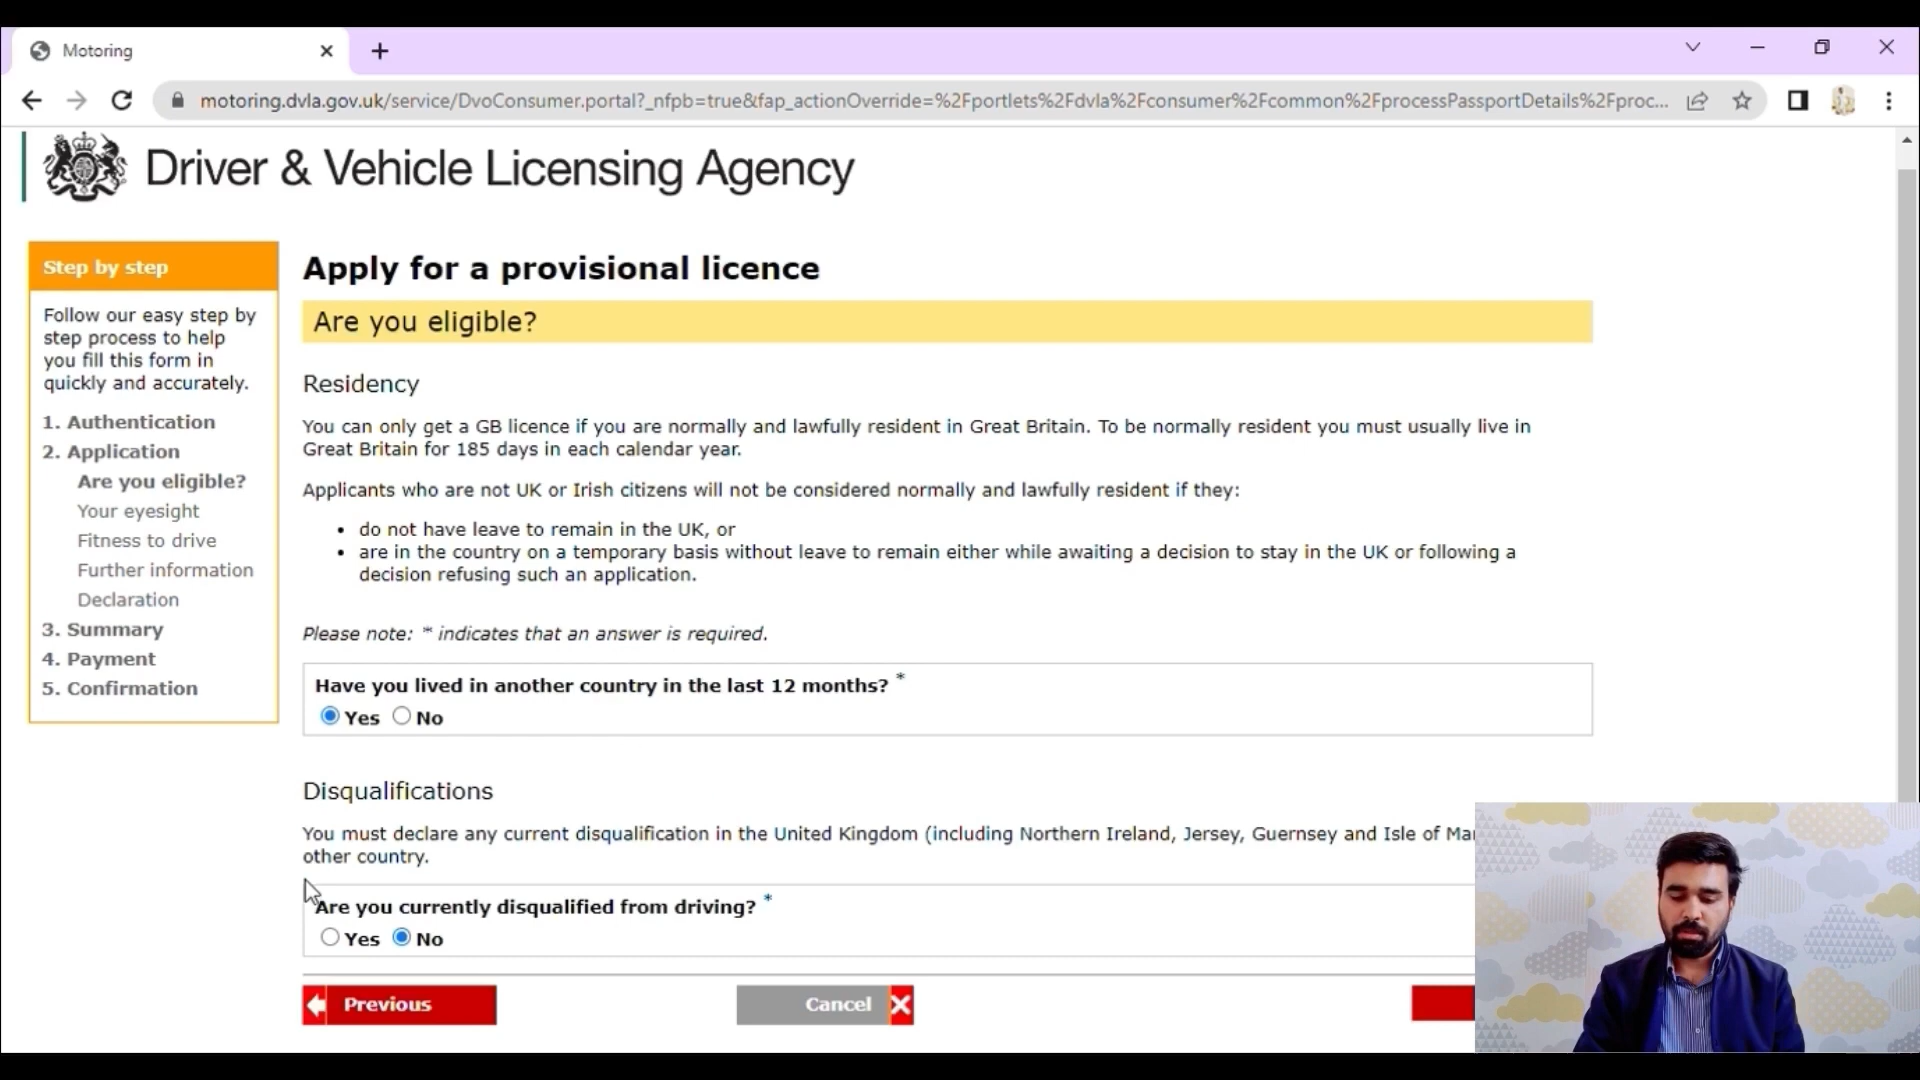 Motoring
motoring.dvla.gov.uk/service/DvoConsumer.portal?_nfpb=true&fap_actionOverride=%2Fportlets%2Fdvla%2Fconsumer%2Fcommon%2FprocessPassportDetails%2Fproc...
Driver & Vehicle Licensing Agency
Step by step
Follow our easy step by
step process to help
you fill this form in
quickly and accurately.
1. Authentication
2. Application
Are you eligible?
Your eyesight
Fitness to drive
Further information
Declaration
3. Summary
4. Payment
5. Confirmation
Apply for a provisional licence
Are you eligible?
Residency
You can only get a GB licence if you are normally and lawfully resident in Great Britain. To be normally resident you must usually live in
Great Britain for 185 days in each calendar year.
Applicants who are not UK or Irish citizens will not be considered normally and lawfully resident if they:
• do not have leave to remain in the UK, or
• are in the country on a temporary basis without leave to remain either while awaiting a decision to stay in the UK or following a
decision refusing such an application.
Please note: * indicates that an answer is required.
Have you lived in another country in the last 12 months? *
Yes No
Disqualifications
You must declare any current disqualification in the United Kingdom (including Northern Ireland, Jersey, Guernsey and Isle of
other country.
Are you currently disqualified from driving? *
Yes No
Previous
Cancel